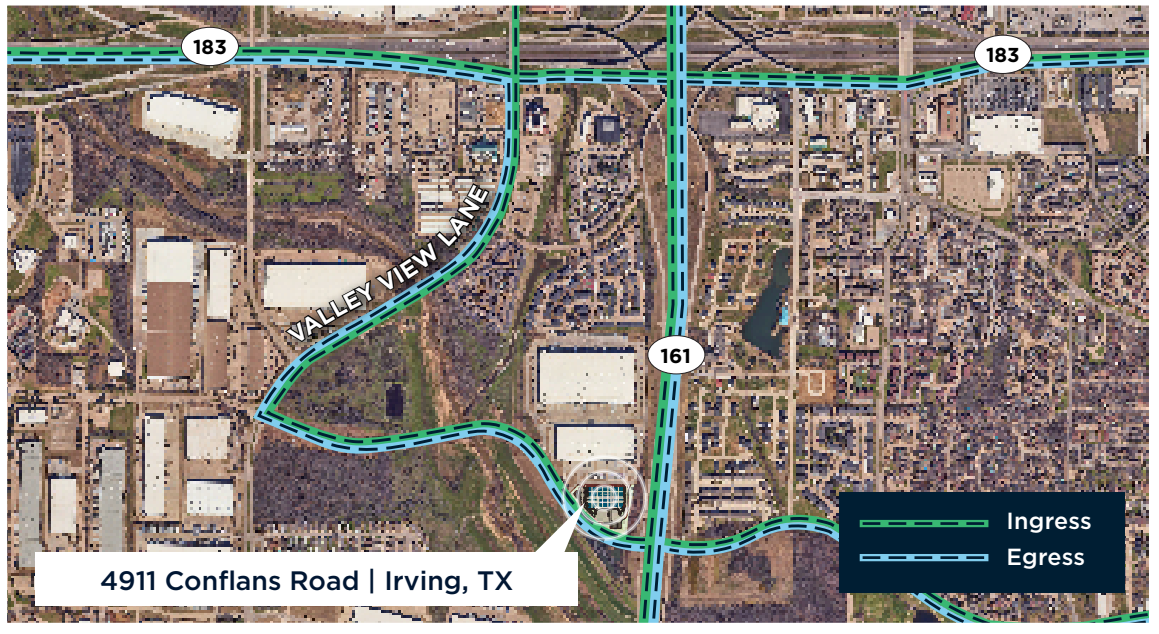 183
183
VALLEY VIEW LANE
161
Ingress
Egress
4911 Conflans Road | Irving, TX